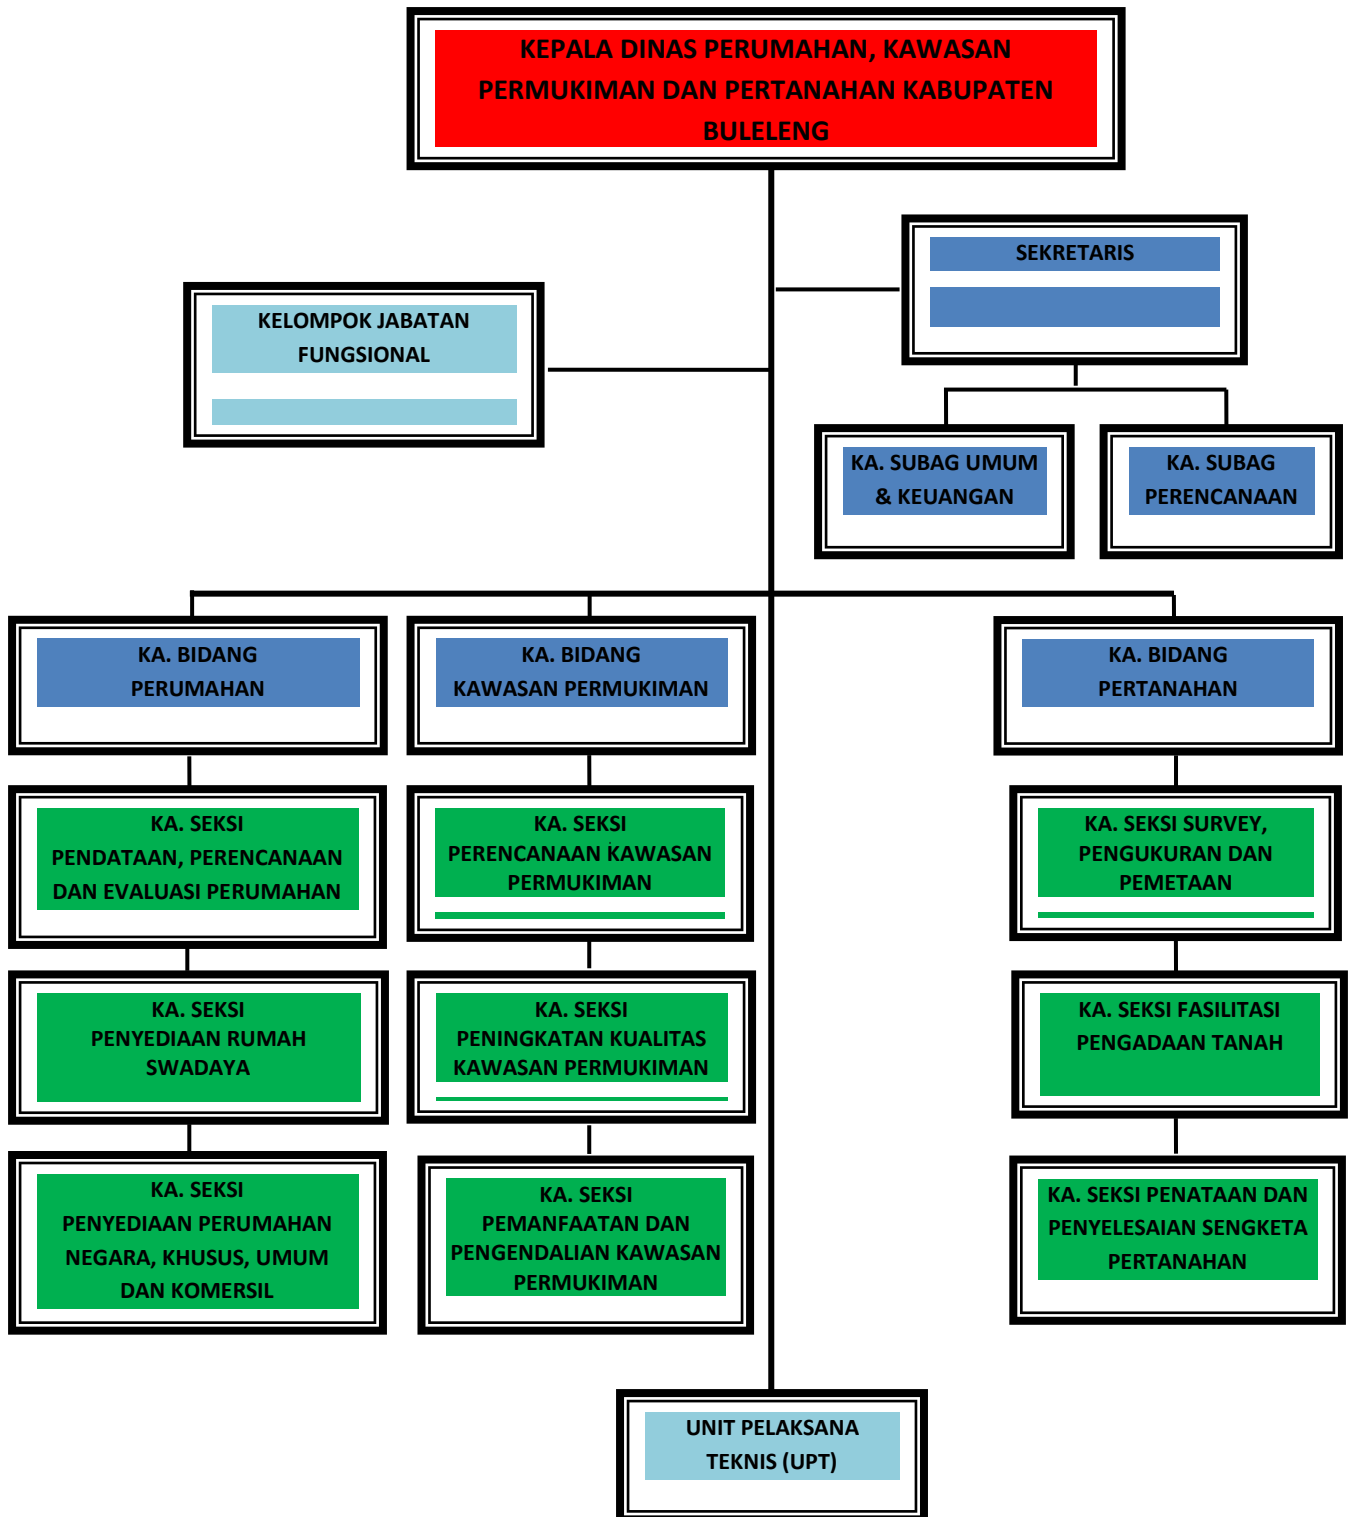 KEPALA DINAS PERUMAHAN, KAWASAN
PERMUKIMAN DAN PERTANAHAN KABUPATEN
BULELENG
SEKRETARIS
KELOMPOK JABATAN
FUNGSIONAL
KA. SUBAG UMUM
& KEUANGAN
KA. SUBAG
PERENCANAAN
KA. BIDANG
PERUMAHAN
KA. BIDANG
KAWASAN PERMUKIMAN
KA. BIDANG
PERTANAHAN
KA. SEKSI
PENDATAAN, PERENCANAAN
DAN EVALUASI PERUMAHAN
KA. SEKSI
PERENCANAAN KAWASAN
PERMUKIMAN
KA. SEKSI SURVEY,
PENGUKURAN DAN
PEMETAAN
KA. SEKSI
PENYEDIAAN RUMAH
SWADAYA
KA. SEKSI
PENINGKATAN KUALITAS
KAWASAN PERMUKIMAN
KA. SEKSI FASILITASI
PENGADAAN TANAH
KA. SEKSI
PENYEDIAAN PERUMAHAN
NEGARA, KHUSUS, UMUM
DAN KOMERSIL
KA. SEKSI
PEMANFAATAN DAN
PENGENDALIAN KAWASAN
PERMUKIMAN
KA. SEKSI PENATAAN DAN
PENYELESAIAN SENGKETA
PERTANAHAN
UNIT PELAKSANA
TEKNIS (UPT)